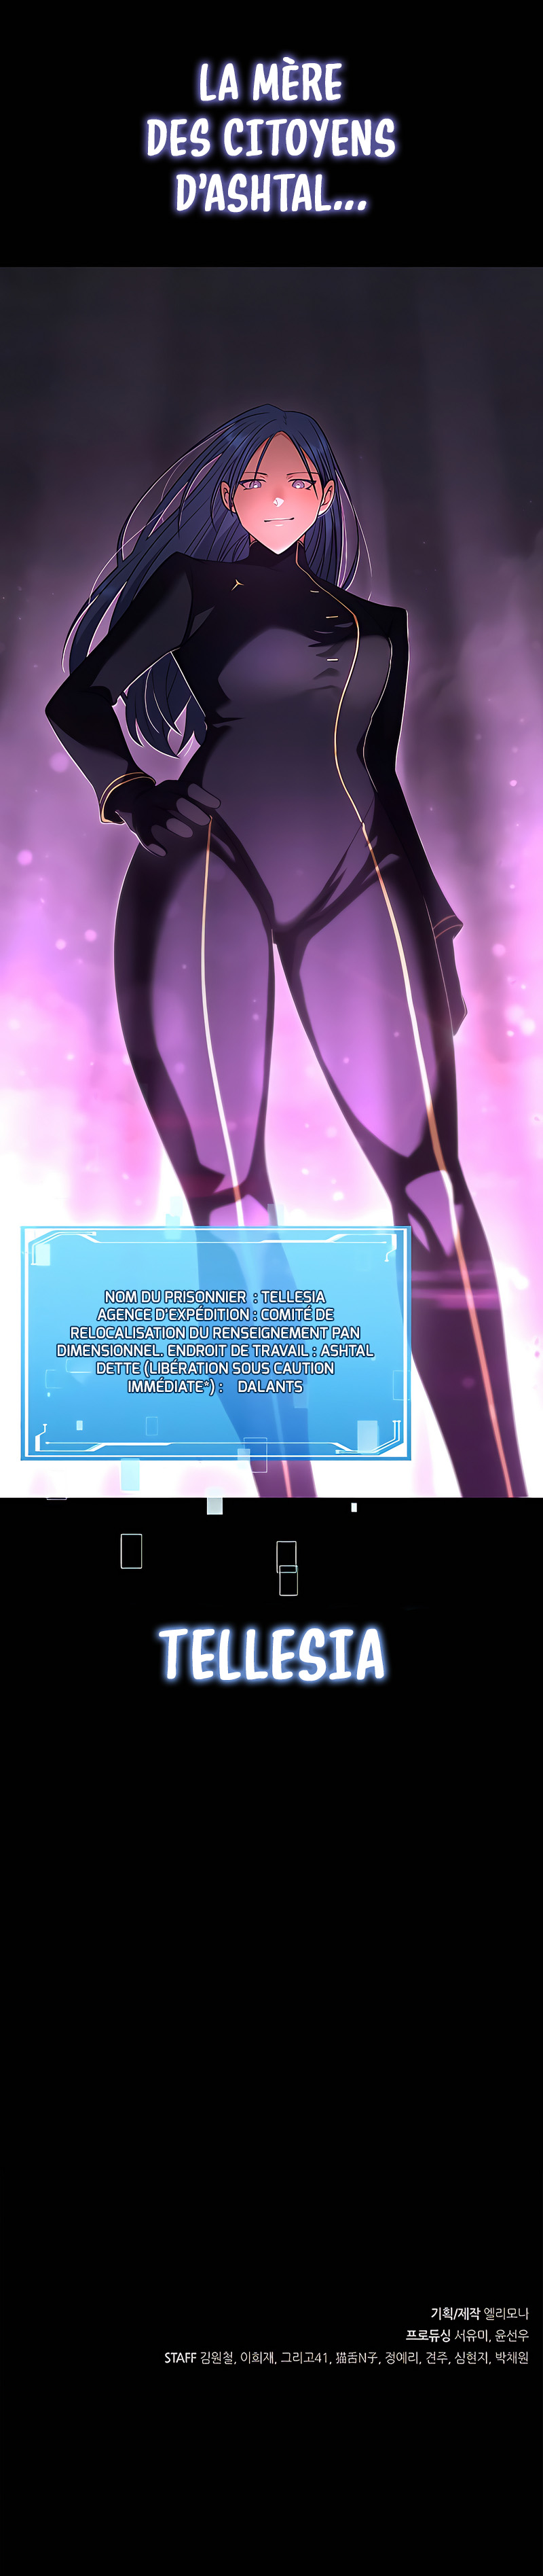 LA MÈRE
DES CITOYENS
D'ASHTAL...
NOM DU PRISONNIER : TELLESIA
AGENCE D'EXPÉDITION : COMITÉ DE
RELOCALISATION DU RENSEIGNEMENT PAN
DIMENSIONNEL. ENDROIT DE TRAVAIL : ASHTAL
DETTE (LIBÉRATION SOUS CAUTION
IMMÉDIATE*) : DALANTS
TELLESIA
기획/제작 엘리모나
프로듀싱 서유미, 윤선우
STAFF 김원철, 이희재, 그리고41, 猫舌N子, 정예리, 견주, 심현지, 박채원